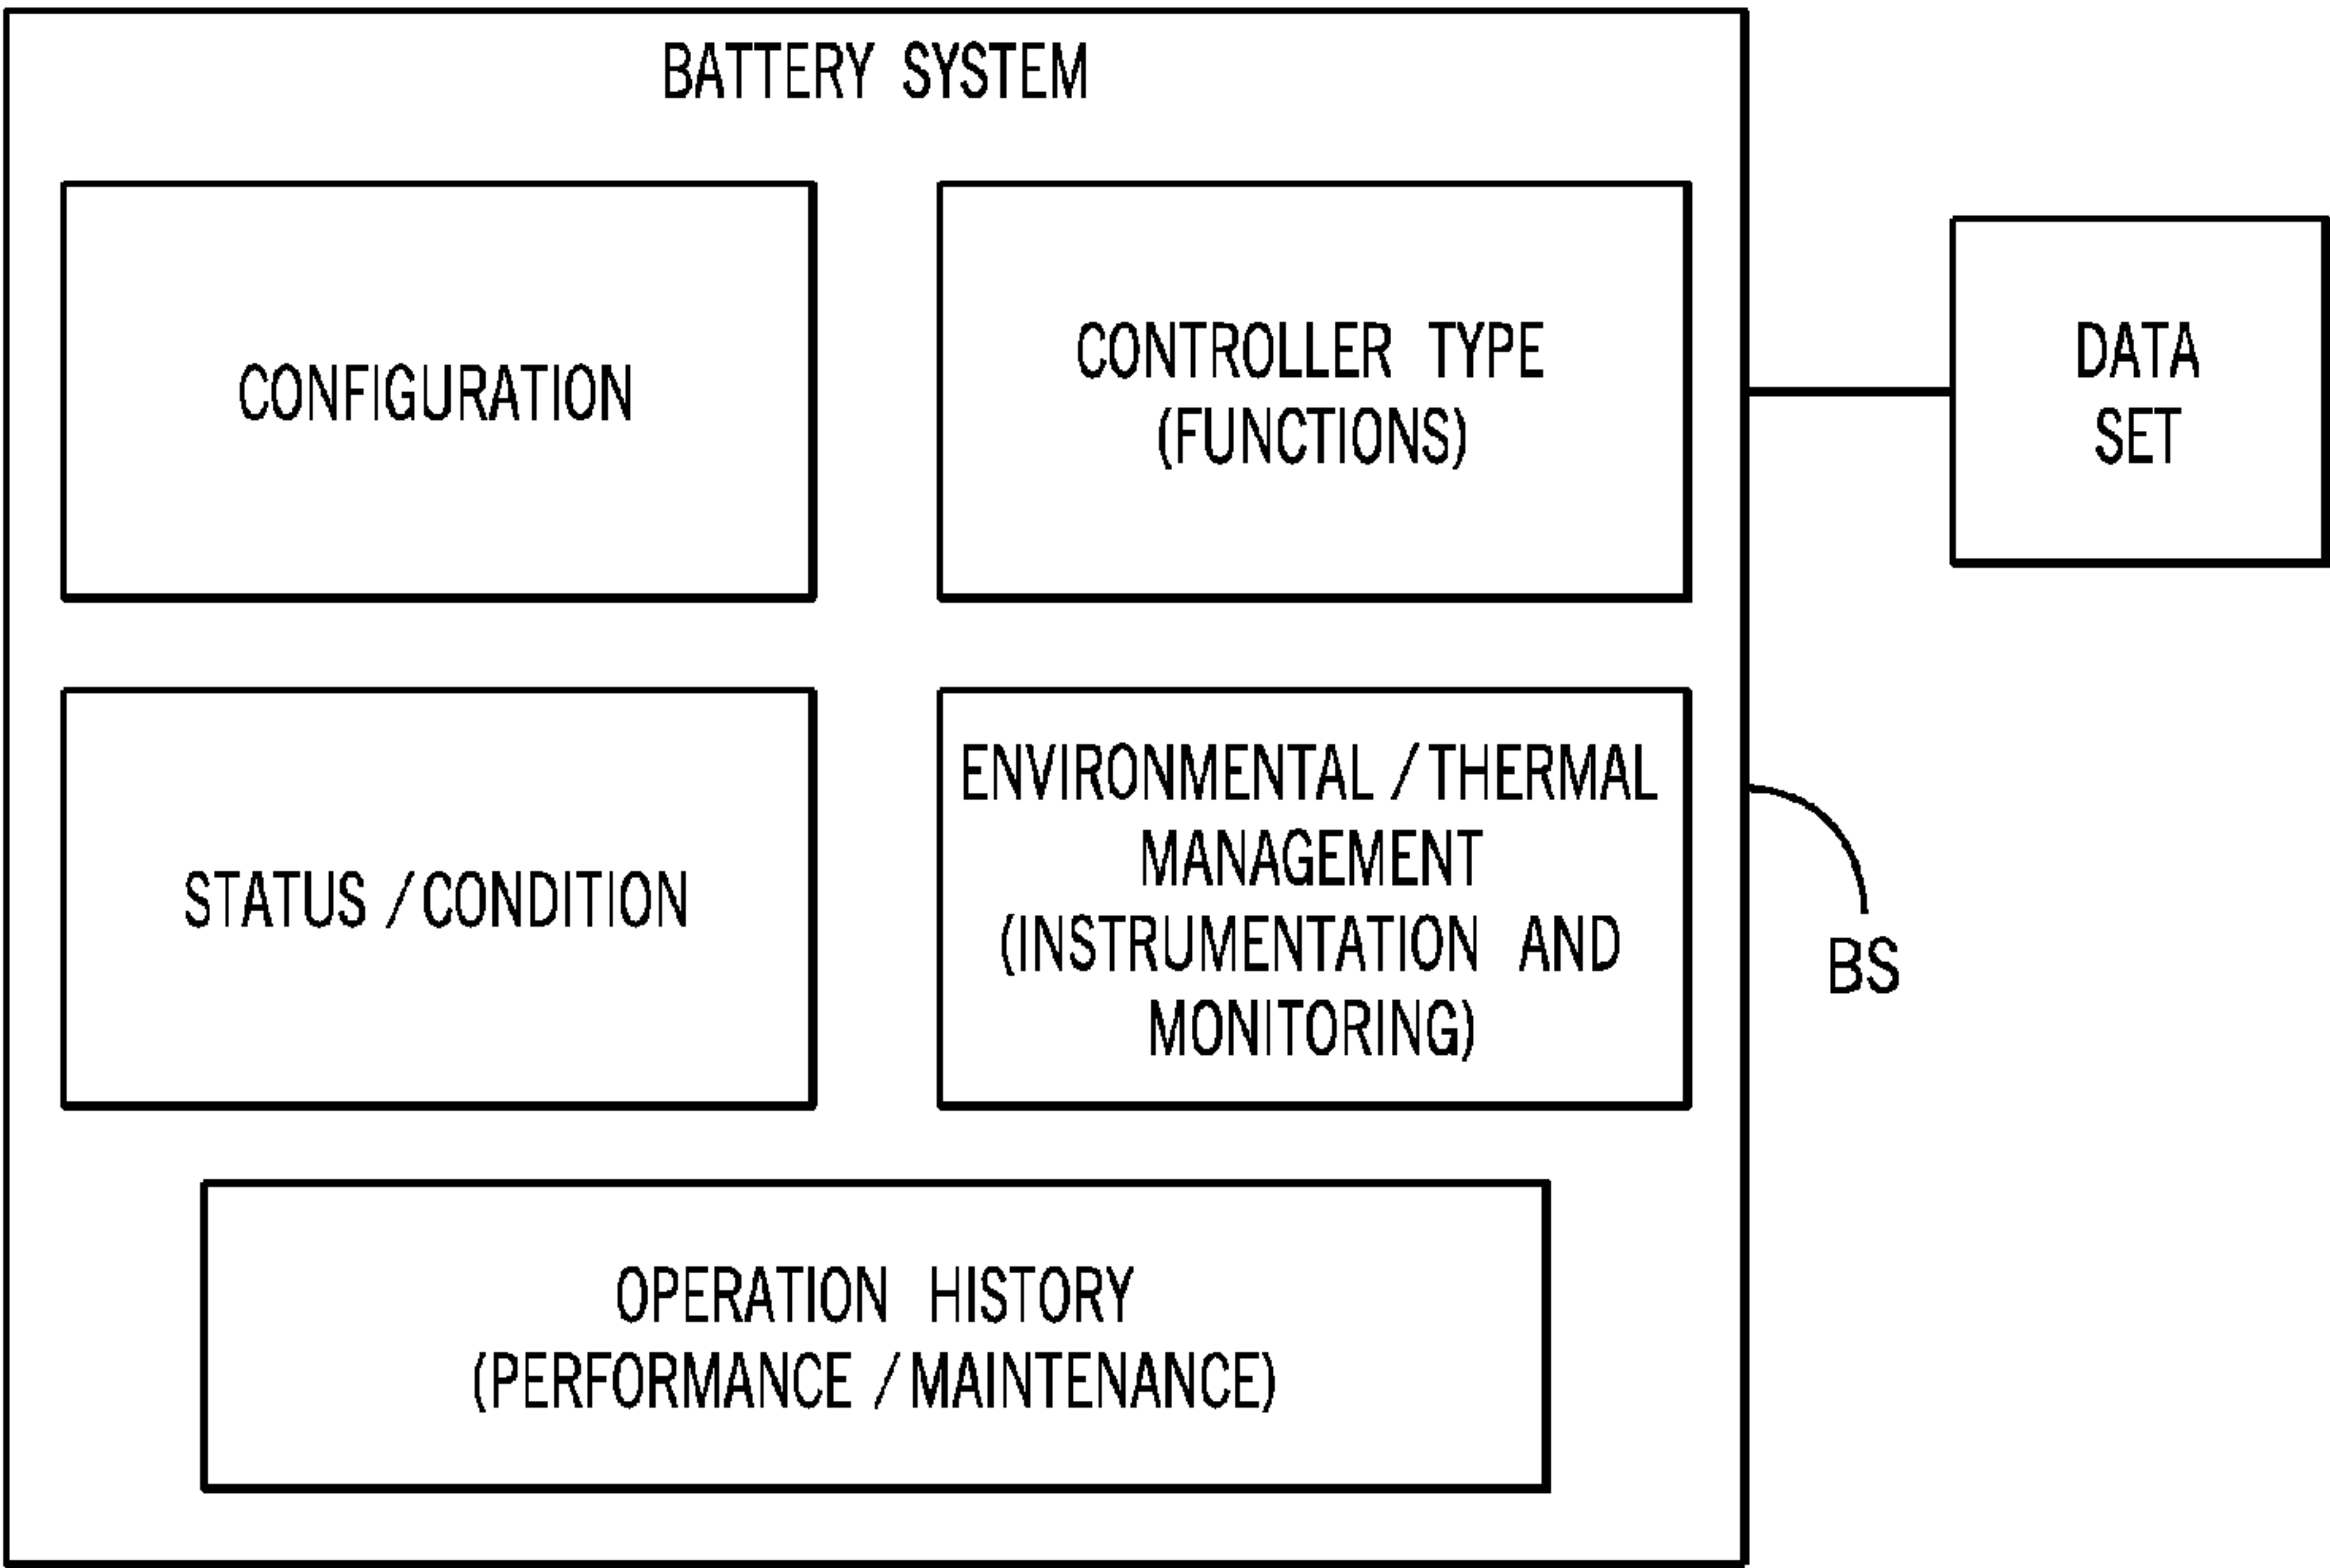 BATTERY SYSTEM
CONFIGURATION
CONTROLLER TYPE
(FUNCTIONS)
DATA
SET
STATUS / CONDITION
ENVIRONMENTAL / THERMAL
MANAGEMENT
(INSTRUMENTATION AND
MONITORING)
BS
OPERATION HISTORY
(PERFORMANCE / MAINTENANCE)